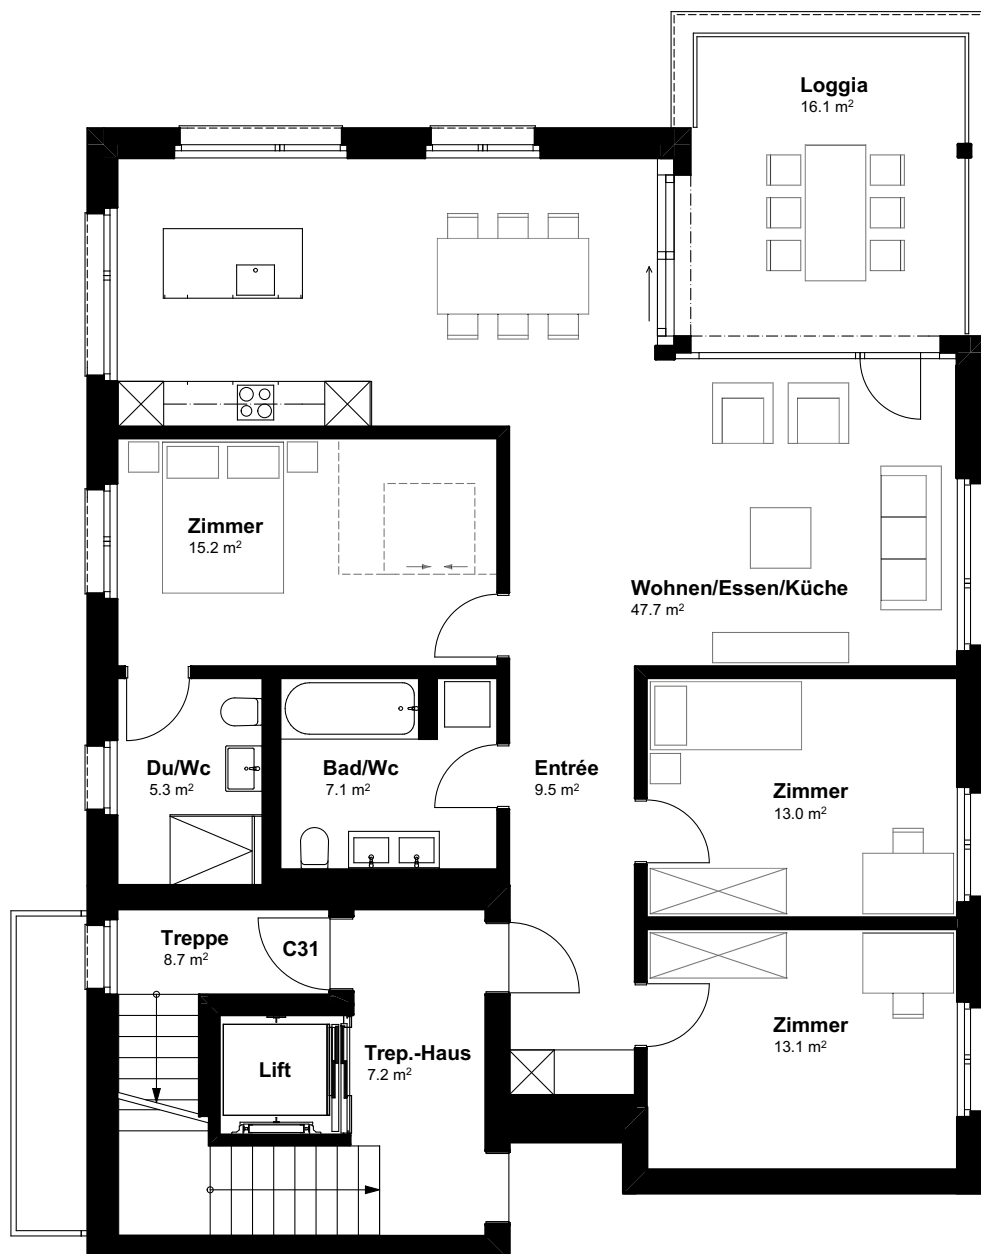 Loggia
16.1 m²
Zimmer
15.2 m²
Wohnen/Essen/Küche
47.7 m²
Du/Wc
5.3 m²
Bad/Wc
7.1 m²
Entrée
9.5 m²
Zimmer
13.0 m²
Treppe
8.7 m²
C31
Zimmer
13.1 m²
Trep.-Haus
7.2 m²
Lift